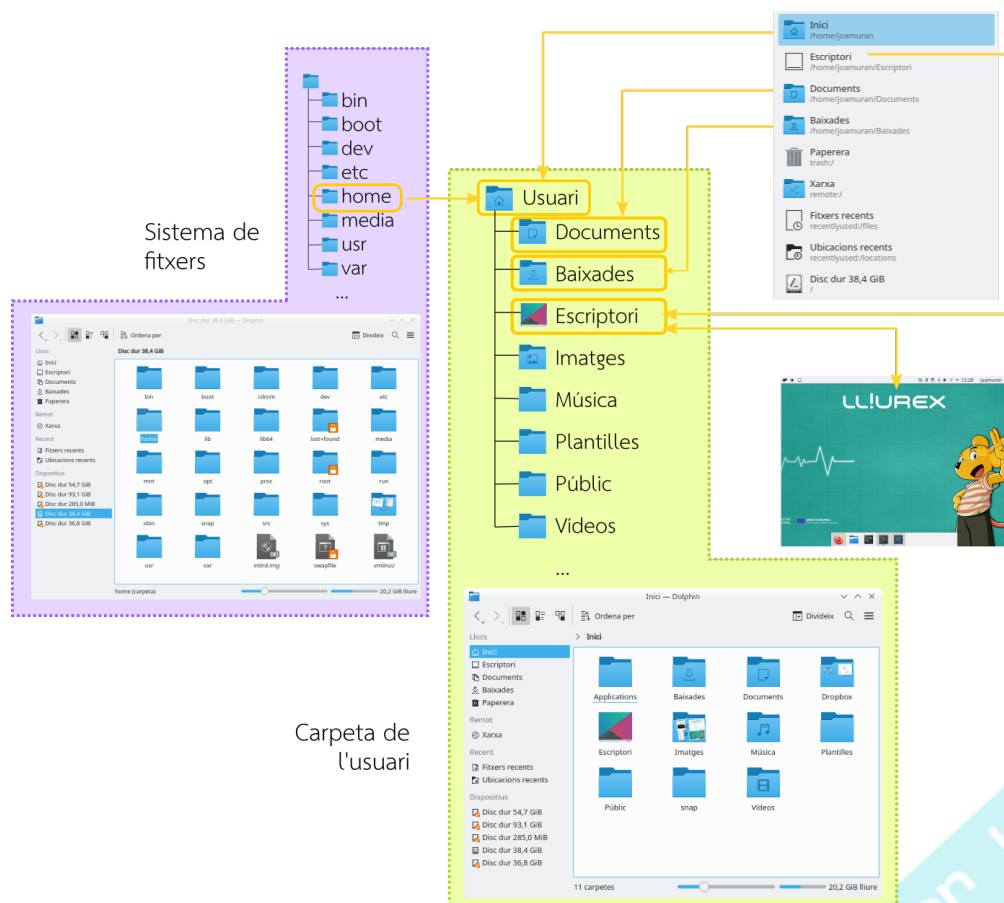 Inici
/home/joamuran
Escriptori
/home/joamuran/Escriptori
Documents
/home/joamuran/Documents
Baixades
/home/joamuran/Baixades
Paperera
trash:/
Xarxa
remote:/
Fitxers recents
recentlyused:/files
Ubicacions recents
recentlyused:/locations
Disc dur 38,4 GiB
/
bin
boot
dev
etc
home
media
usr
var
...
Sistema de
fitxers
Usuari
Documents
Baixades
Escriptori
Imatges
Música
Plantilles
Públic
Vídeos
...
Disc dur 38,4 GiB — Dolphin
Ordena per
Divideix
Llocs
Disc dur 38,4 GiB
Inici
Escriptori
Documents
Baixades
Paperera
Remot
Xarxa
Recent
Fitxers recents
Ubicacions recents
Dispositius
Disc dur 54,7 GiB
Disc dur 93,1 GiB
Disc dur 285,0 MiB
Disc dur 38,4 GiB
Disc dur 36,8 GiB
bin boot cdrom dev etc
home lib lib64 lost+found media
mnt opt proc root run
sbin snap srv sys tmp
usr var initrd.img swapfile vmlinuz
home (carpeta)
20,2 GiB lliure
12:28 joamuran
LL!UREX
Carpeta de
l'usuari
Inici — Dolphin
Ordena per
Divideix
Llocs
> Inici
Inici
Escriptori
Documents
Baixades
Paperera
Remot
Xarxa
Recent
Fitxers recents
Ubicacions recents
Dispositius
Disc dur 54,7 GiB
Disc dur 93,1 GiB
Disc dur 285,0 MiB
Disc dur 38,4 GiB
Disc dur 36,8 GiB
Applications Baixades Documents Dropbox
Escriptori Imatges Música Plantilles
Públic snap Vídeos
11 carpetes
20,2 GiB lliure
on